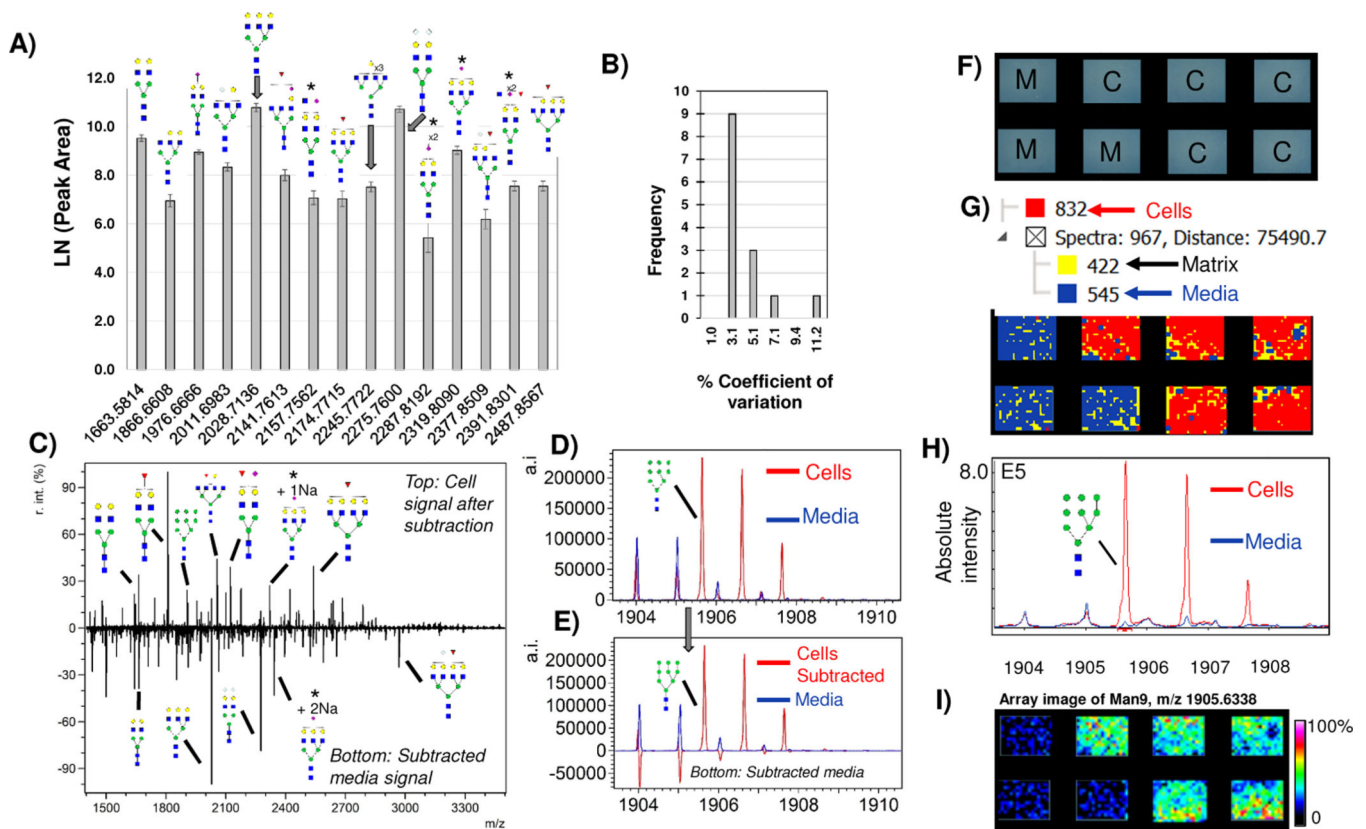 A)
LN (Peak Area)
12.0
10.0
8.0
6.0
4.0
2.0
0.0
*
x3
*
x2
*
*
x2
1663.5814
1866.6608
1976.6666
2011.6983
2028.7136
2141.7613
2157.7562
2174.7715
2245.7722
2275.7600
2287.8192
2319.8090
2377.8509
2391.8301
2487.8567
B)
Frequency
10
9
8
7
6
5
4
3
2
1
0
1.0
3.1
5.1
7.1
9.4
11.2
% Coefficient of
variation
C)
r. int. (%)
90
60
30
0
-30
-60
-90
*
+ 1Na
Top: Cell
signal after
subtraction
*
+ 2Na
Bottom: Subtracted
media signal
1500
1800
2100
2400
2700
3000
3300
m/z
D)
a.i
200000
150000
100000
50000
0
Cells
Media
1904
1906
1908
1910
E)
a.i
200000
150000
100000
50000
0
-50000
Cells
Subtracted
Media
Bottom: Subtracted media
1904
1906
1908
1910
F)
M C C C
M M C C
G)
832 Cells
Spectra: 967, Distance: 75490.7
422 Matrix
545 Media
H)
8.0
E5
Absolute
intensity
Cells
Media
1904 1905 1906 1907 1908
I)
Array image of Man9, m/z 1905.6338
100%
0